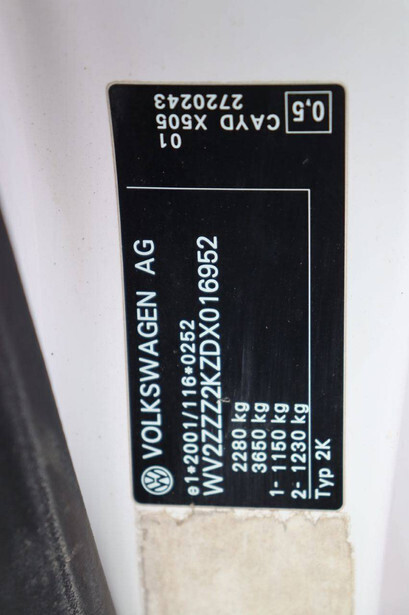 VOLKSWAGEN AG
e1*2001/116*0252
WV2ZZZ2KZDX016952
2280 kg
3650 kg
1- 1150 kg
2- 1230 kg
Typ 2K
01
CAYD X505
2720243
0,5